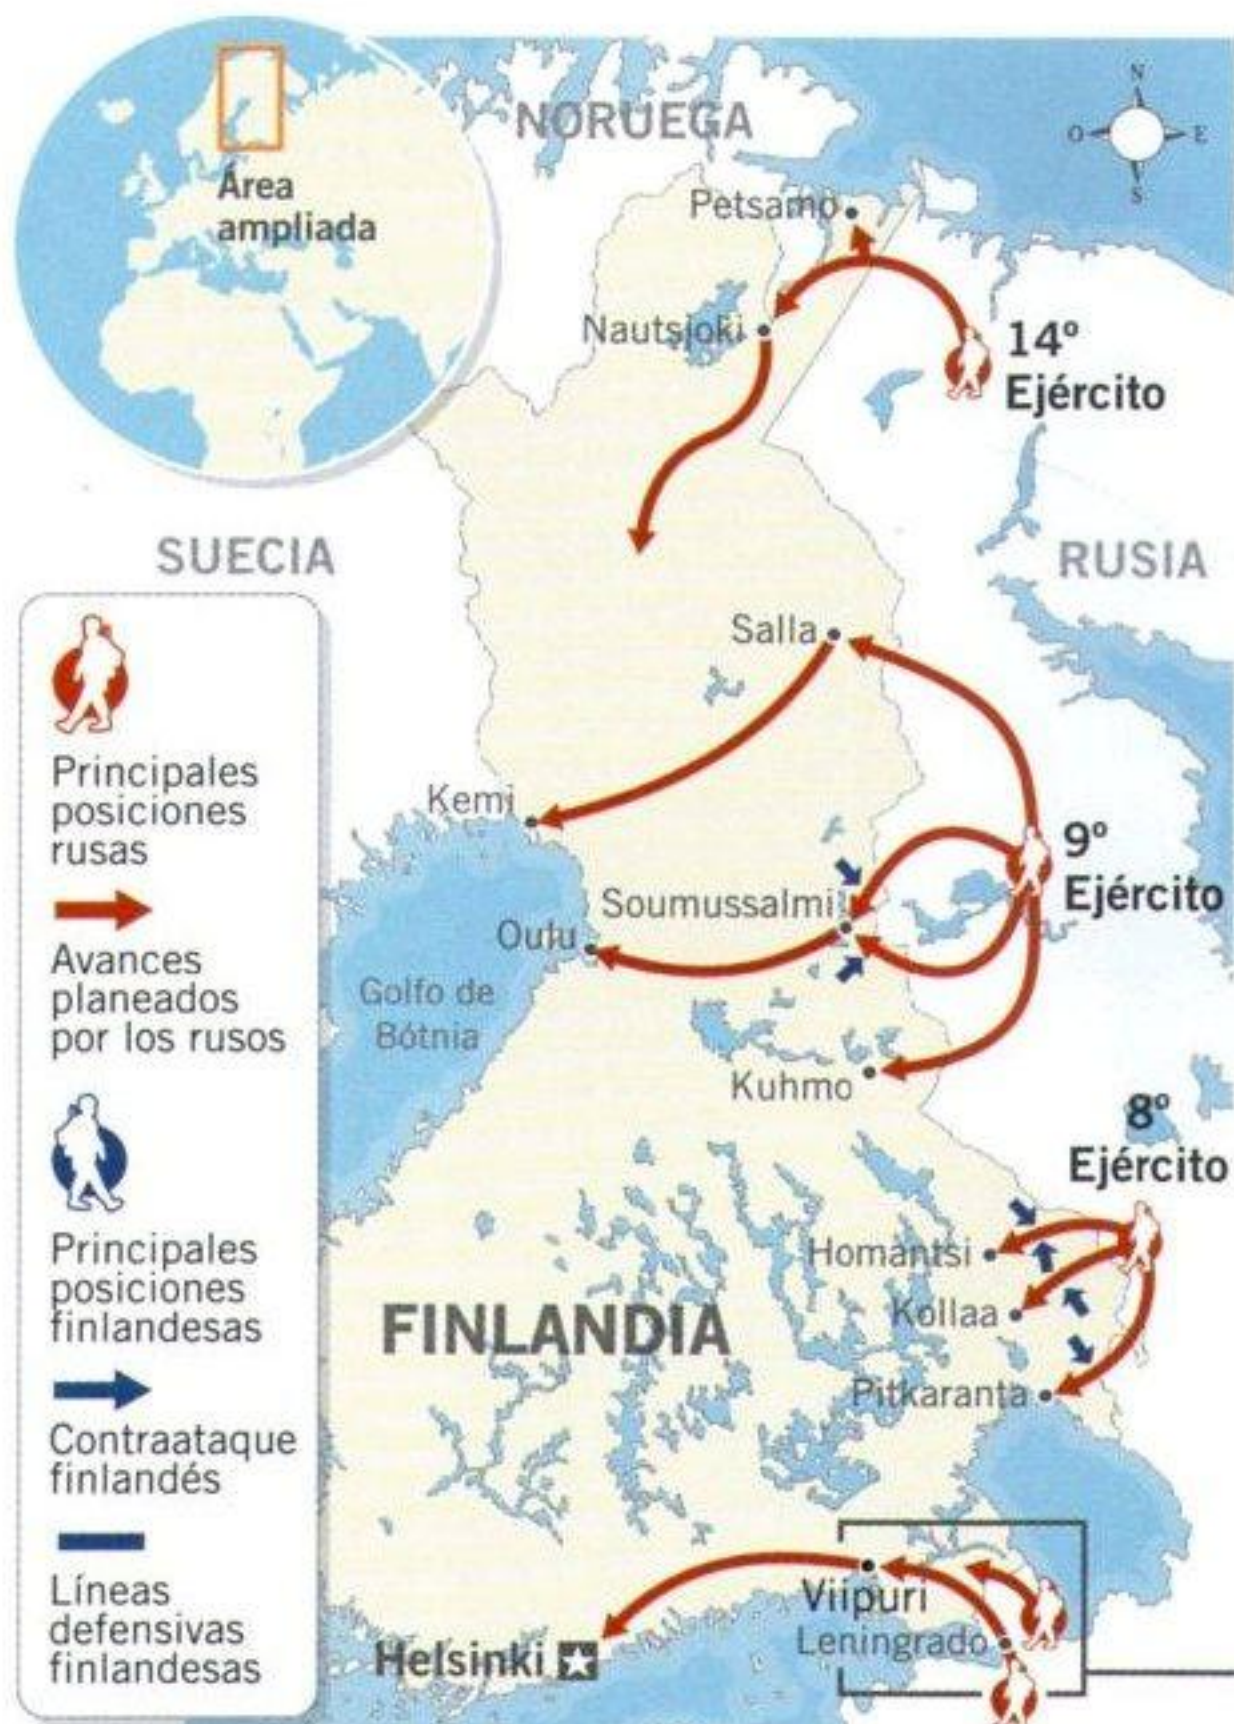 NORUEGA
N
O
E
S
Área
ampliada
Petsamo
Nautsjoki
14º
Ejército
SUECIA
RUSIA
Salla
Kemi
9º
Ejército
Soumussalmi
Oulu
Golfo de
Bótnia
Kuhmo
8º
Ejército
Homantsi
Kollaa
FINLANDIA
Pitkaranta
Viipuri
Leningrado
Helsinki
Principales
posiciones
rusas
Avances
planeados
por los rusos
Principales
posiciones
finlandesas
Contraataque
finlandés
Líneas
defensivas
finlandesas